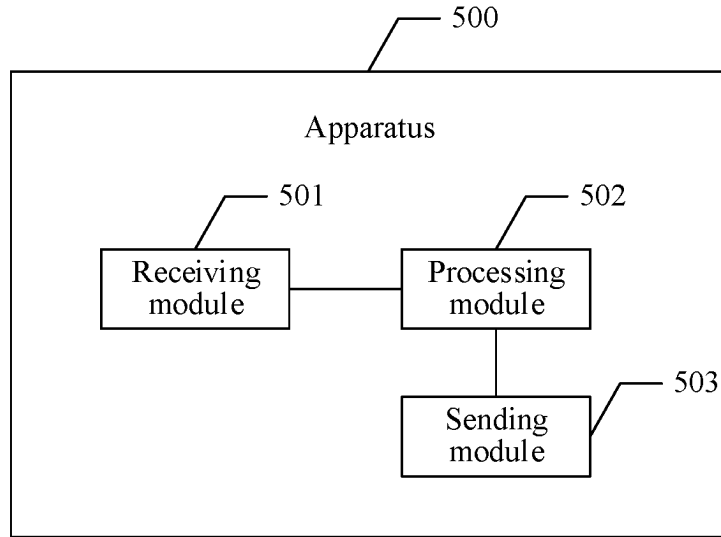 500
Apparatus
501
502
Receiving
module
Processing
module
503
Sending
module